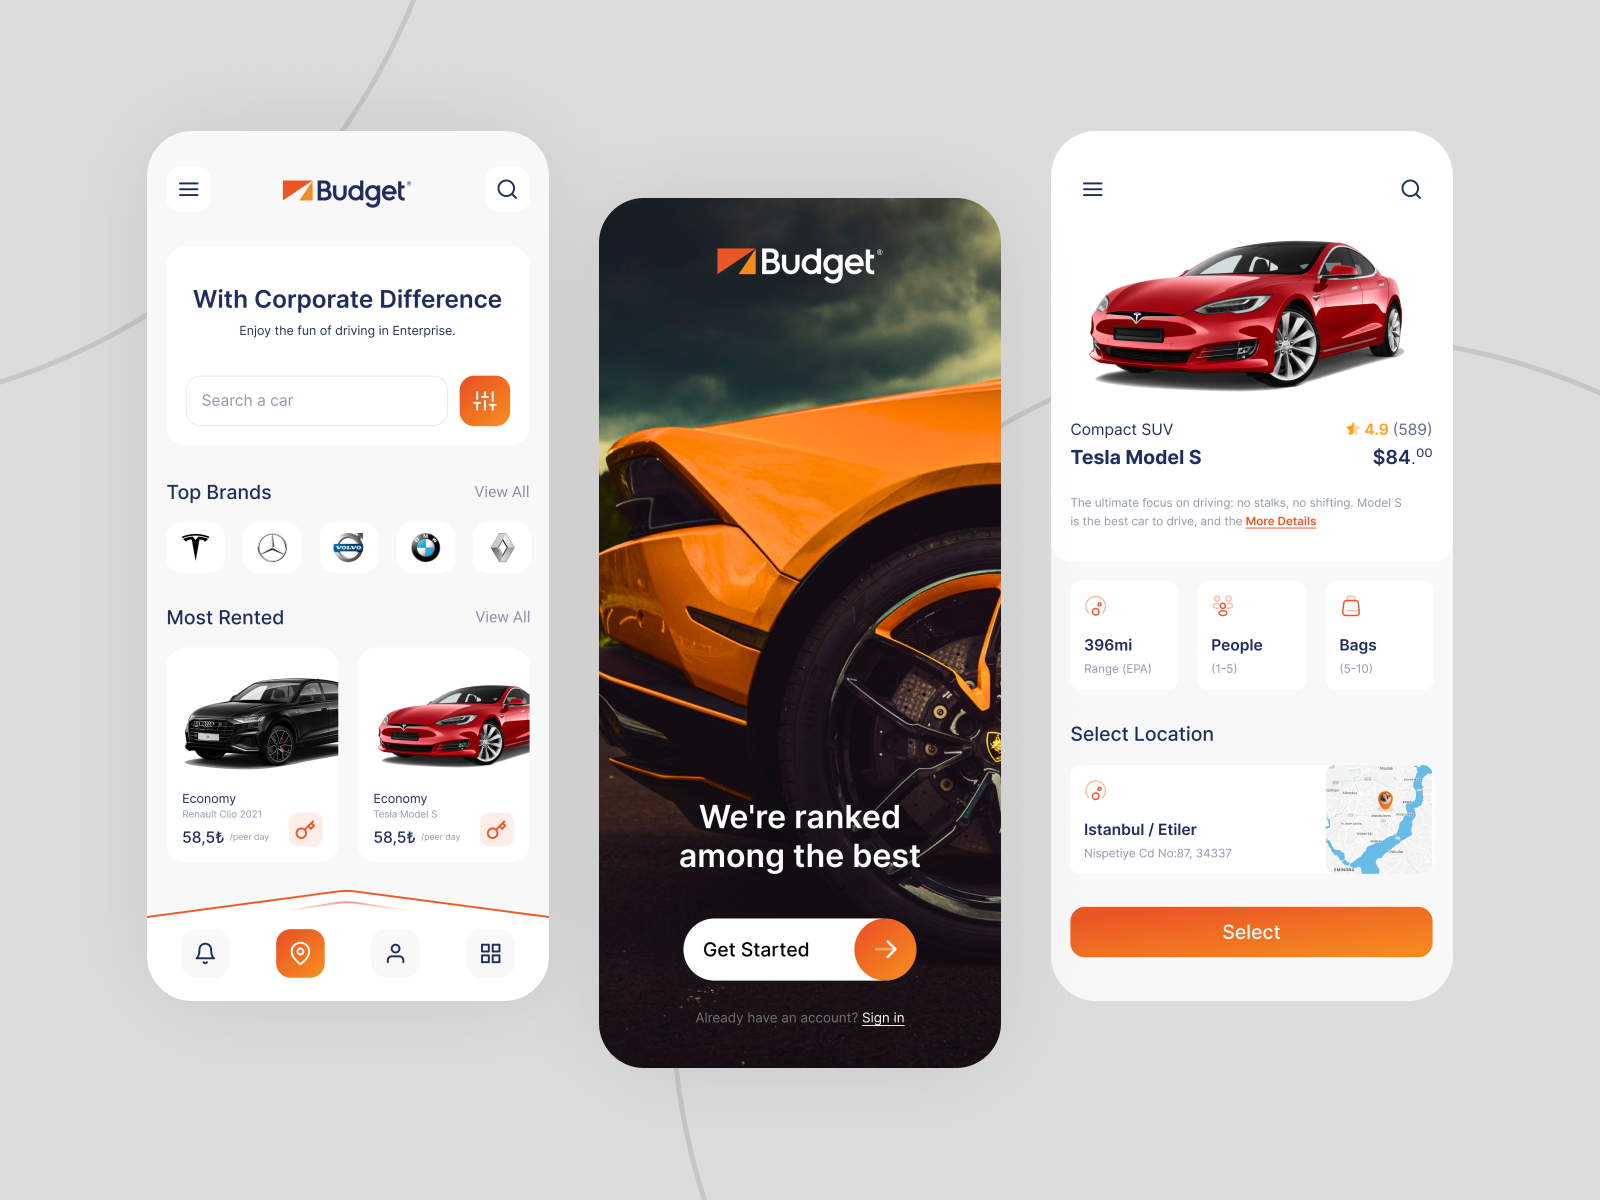 Budget®
With Corporate Difference
Enjoy the fun of driving in Enterprise.
Search a car
Top Brands
View All
VOLVO
BMW
Most Rented
View All
Economy
Renault Clio 2021
58,5₺ /peer day
Economy
Tesla Model S
58,5₺ /peer day
Budget®
We're ranked
among the best
Get Started
Already have an account? Sign in
Compact SUV
4.9 (589)
Tesla Model S
$84.00
The ultimate focus on driving: no stalks, no shifting. Model S
is the best car to drive, and the More Details
396mi
Range (EPA)
People
(1-5)
Bags
(5-10)
Select Location
Istanbul / Etiler
Nispetiye Cd No:87, 34337
EMINÖNÜ
Select